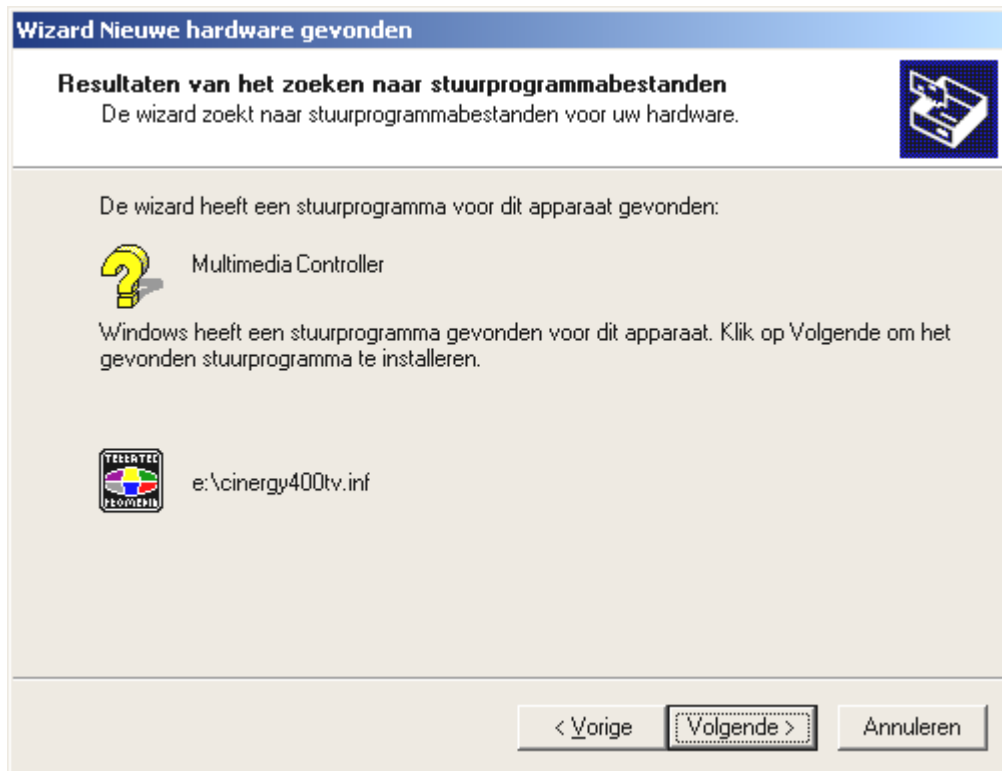 Wizard Nieuwe hardware gevonden
Resultaten van het zoeken naar stuurprogrammabestanden
De wizard zoekt naar stuurprogrammabestanden voor uw hardware.
De wizard heeft een stuurprogramma voor dit apparaat gevonden:
Multimedia Controller
Windows heeft een stuurprogramma gevonden voor dit apparaat. Klik op Volgende om het
gevonden stuurprogramma te installeren.
TERRATEC
PROMEDIA
e:\cinergy400tv.inf
< Vorige
Volgende >
Annuleren